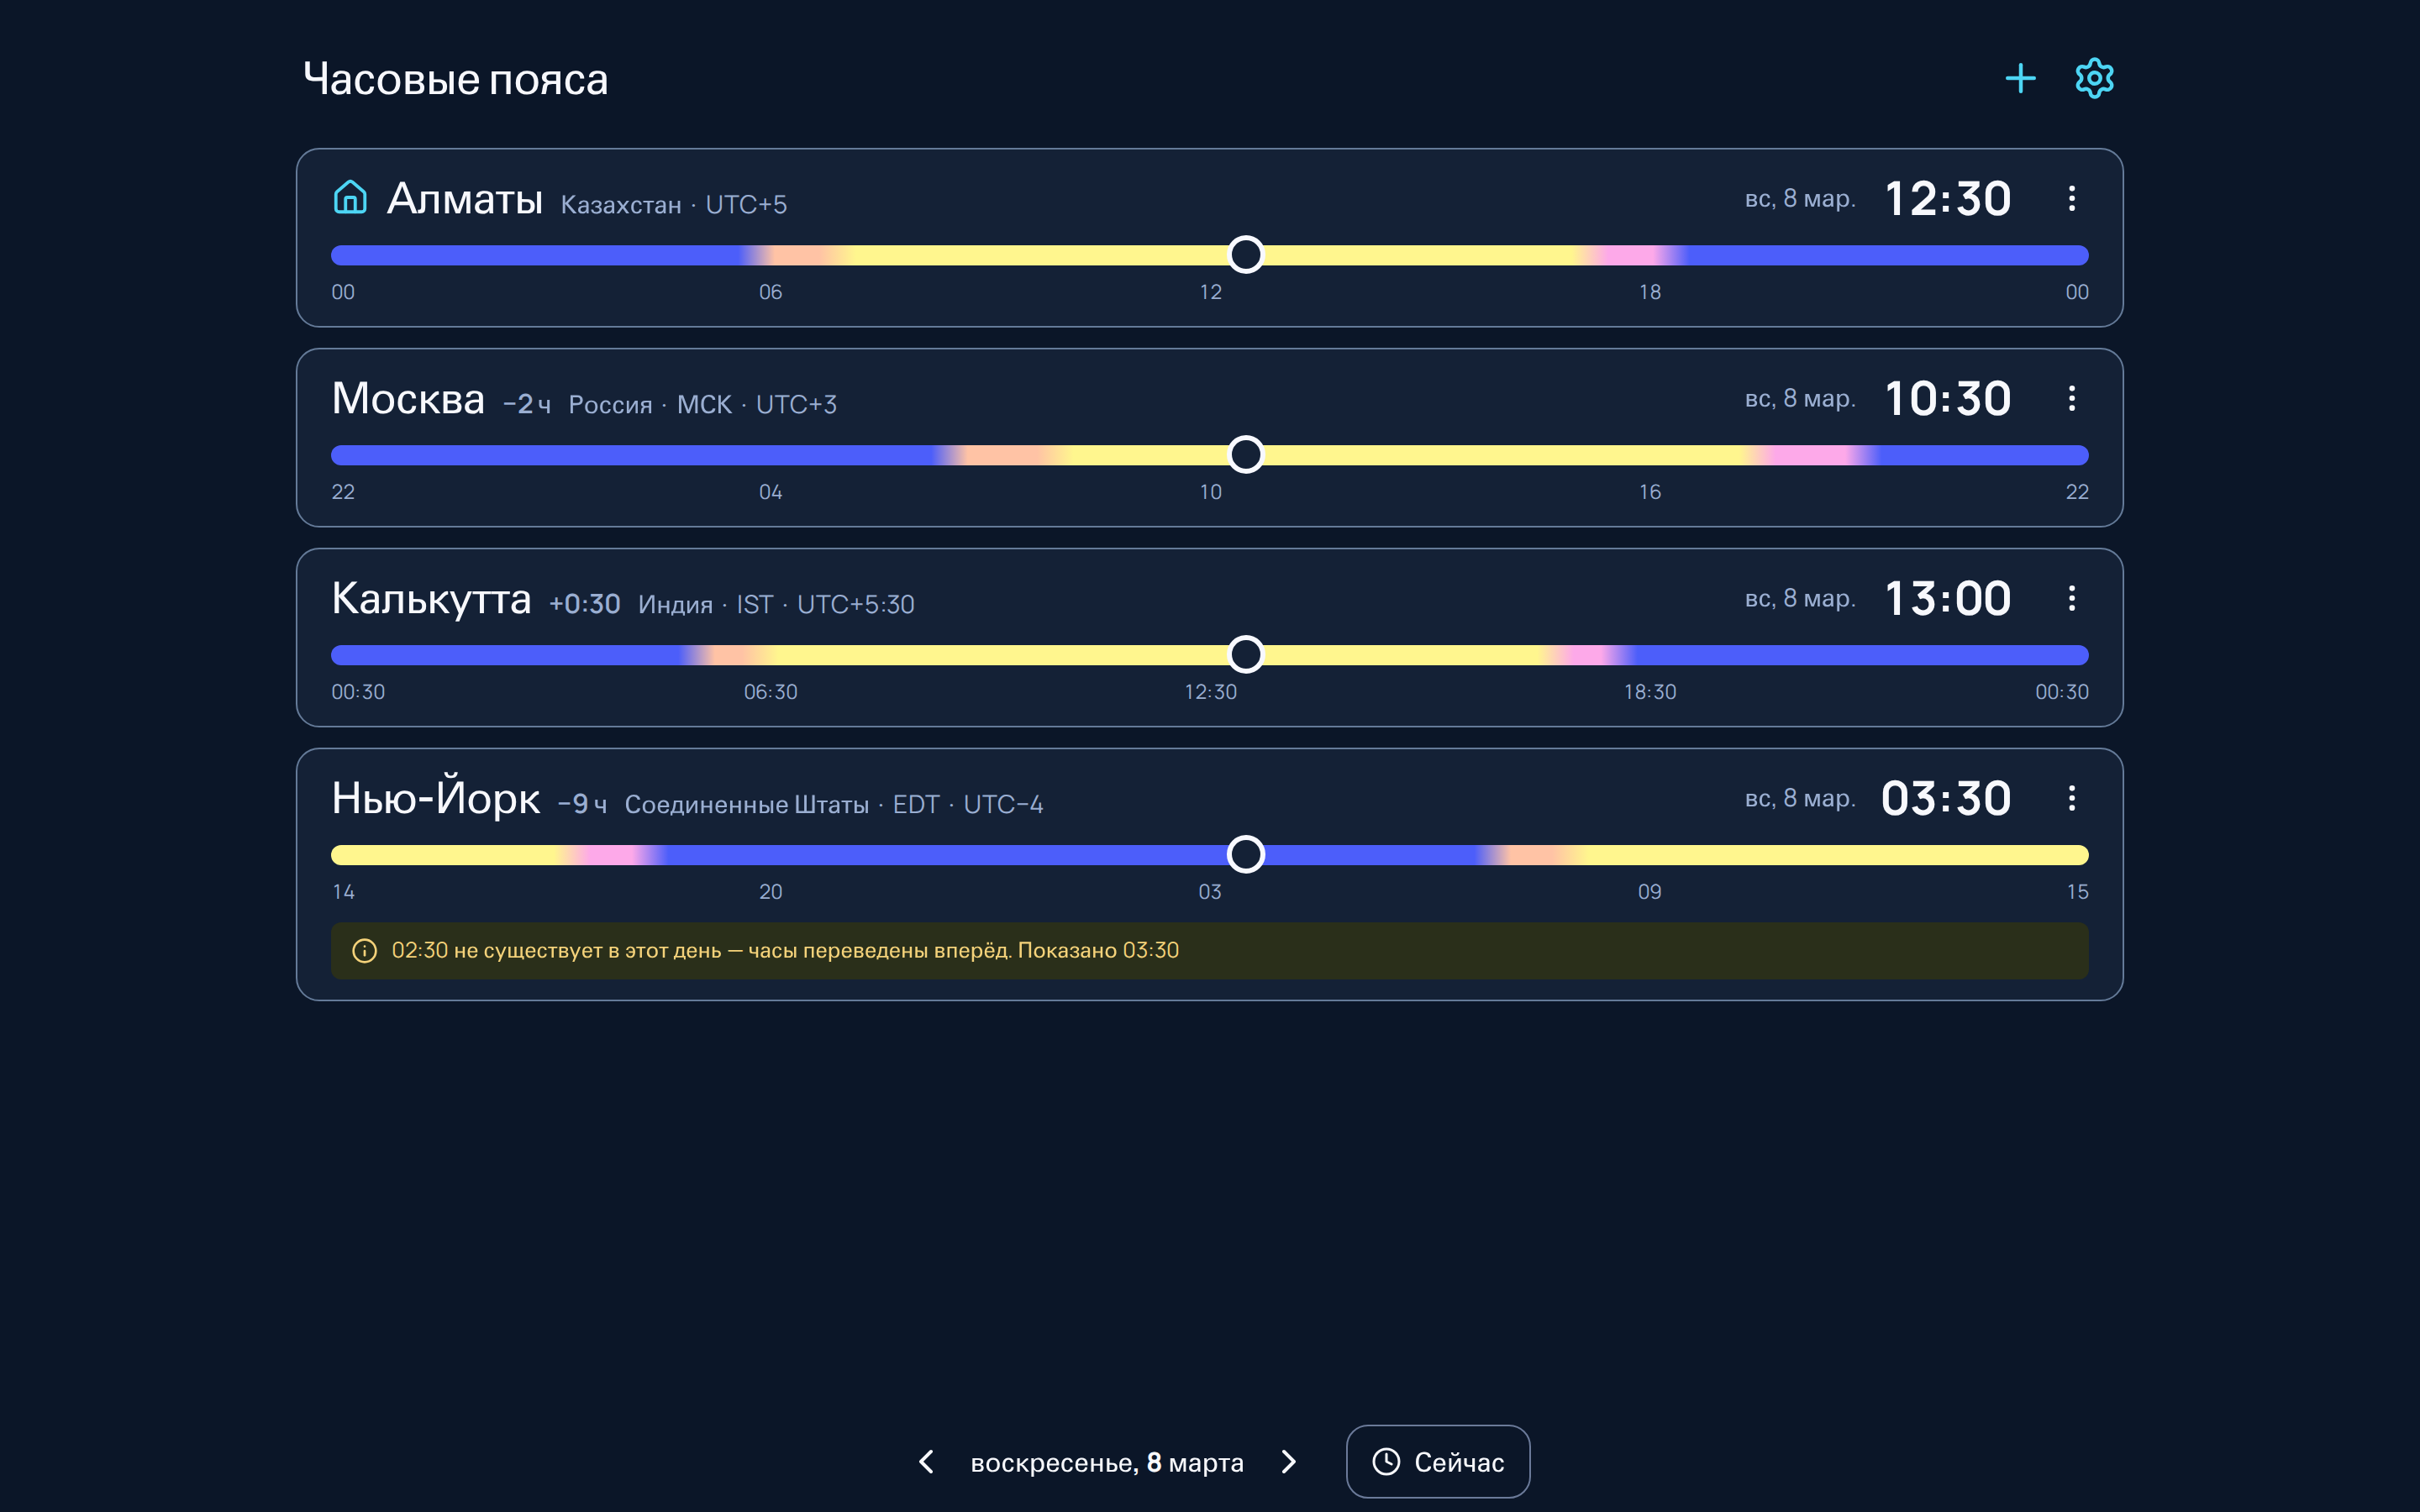 Часовые пояса
Алматы Казахстан · UTC+5 вс, 8 мар. 12:30
00 06 12 18 00
Москва −2 ч Россия · МСК · UTC+3 вс, 8 мар. 10:30
22 04 10 16 22
Калькутта +0:30 Индия · IST · UTC+5:30 вс, 8 мар. 13:00
00:30 06:30 12:30 18:30 00:30
Нью-Йорк −9 ч Соединенные Штаты · EDT · UTC−4 вс, 8 мар. 03:30
14 20 03 09 15
02:30 не существует в этот день — часы переведены вперёд. Показано 03:30
воскресенье, 8 марта Сейчас